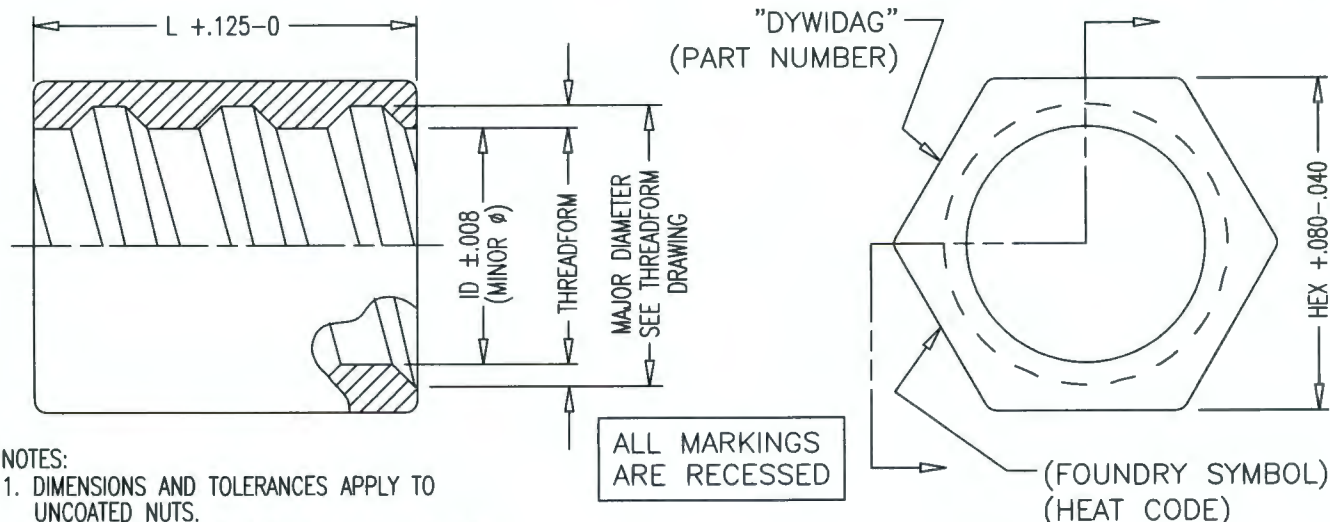 L +.125-0
ID ±.008
(MINOR ø)
THREADFORM
MAJOR DIAMETER
SEE THREADFORM
DRAWING
"DYWIDAG"
(PART NUMBER)
HEX +.080-.040
ALL MARKINGS
ARE RECESSED
(FOUNDRY SYMBOL)
(HEAT CODE)
NOTES:
1. DIMENSIONS AND TOLERANCES APPLY TO
UNCOATED NUTS.